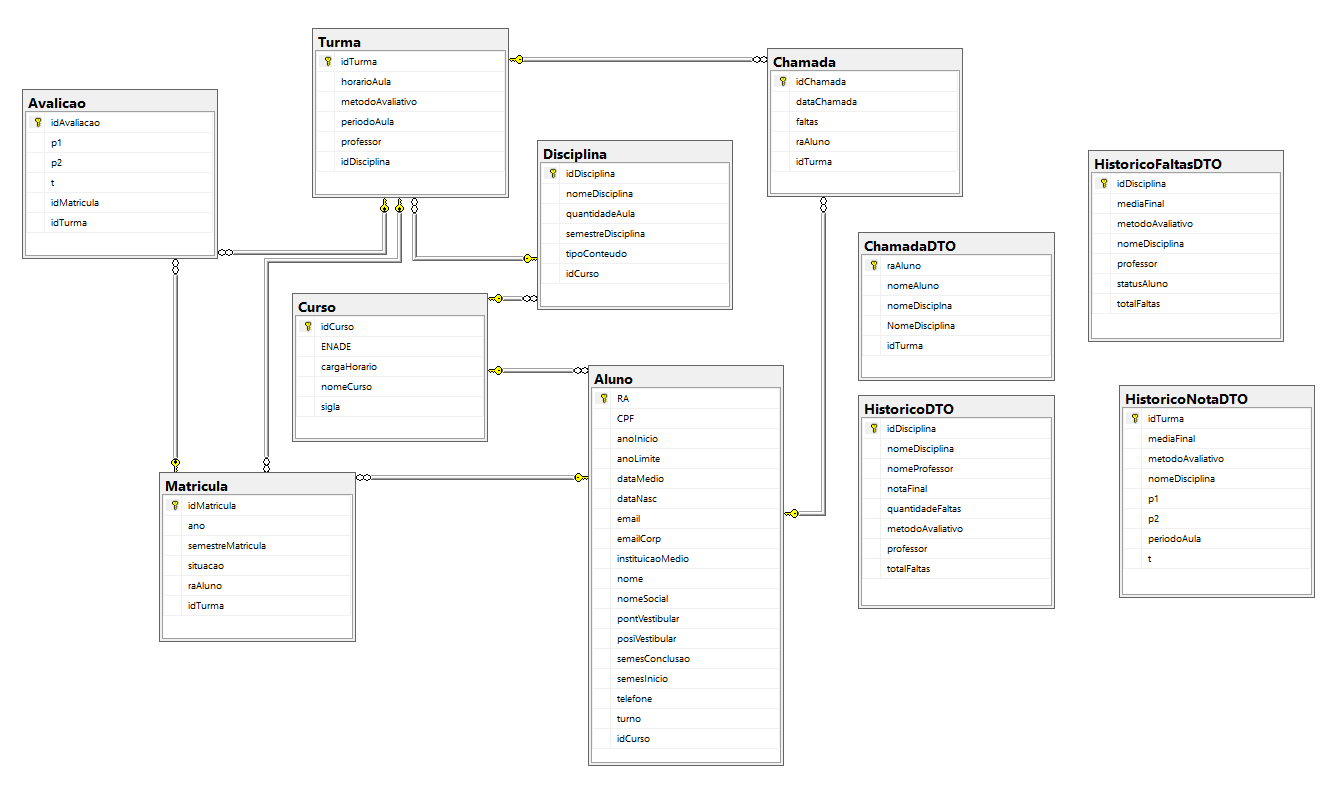 Turma
idTurma
horarioAula
metodoAvaliativo
periodoAula
professor
idDisciplina
Chamada
idChamada
dataChamada
faltas
raAluno
idTurma
Avalicao
idAvaliacao
p1
p2
t
idMatricula
idTurma
Disciplina
idDisciplina
nomeDisciplina
quantidadeAula
semestreDisciplina
tipoConteudo
idCurso
HistoricoFaltasDTO
idDisciplina
mediaFinal
metodoAvaliativo
nomeDisciplina
professor
statusAluno
totalFaltas
ChamadaDTO
raAluno
nomeAluno
nomeDisciplna
NomeDisciplina
idTurma
Curso
idCurso
ENADE
cargaHorario
nomeCurso
sigla
Aluno
RA
CPF
anoInicio
anoLimite
dataMedio
dataNasc
email
emailCorp
instituicaoMedio
nome
nomeSocial
pontVestibular
posiVestibular
semesConclusao
semesInicio
telefone
turno
idCurso
HistoricoDTO
idDisciplina
nomeDisciplina
nomeProfessor
notaFinal
quantidadeFaltas
metodoAvaliativo
professor
totalFaltas
HistoricoNotaDTO
idTurma
mediaFinal
metodoAvaliativo
nomeDisciplina
p1
p2
periodoAula
t
Matricula
idMatricula
ano
semestreMatricula
situacao
raAluno
idTurma